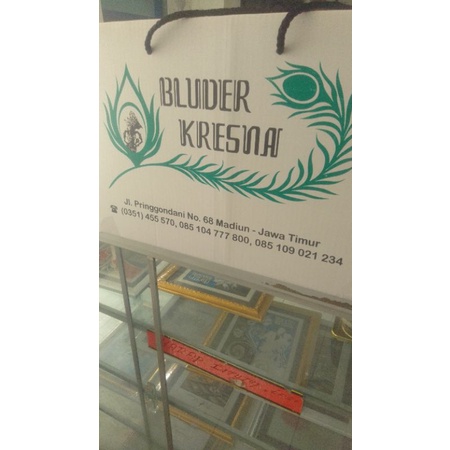 BLUDER
KRESNA
Jl. Pringgondani No. 68 Madiun - Jawa Timur
☎ (0351) 455 570, 085 104 777 800, 085 109 021 234